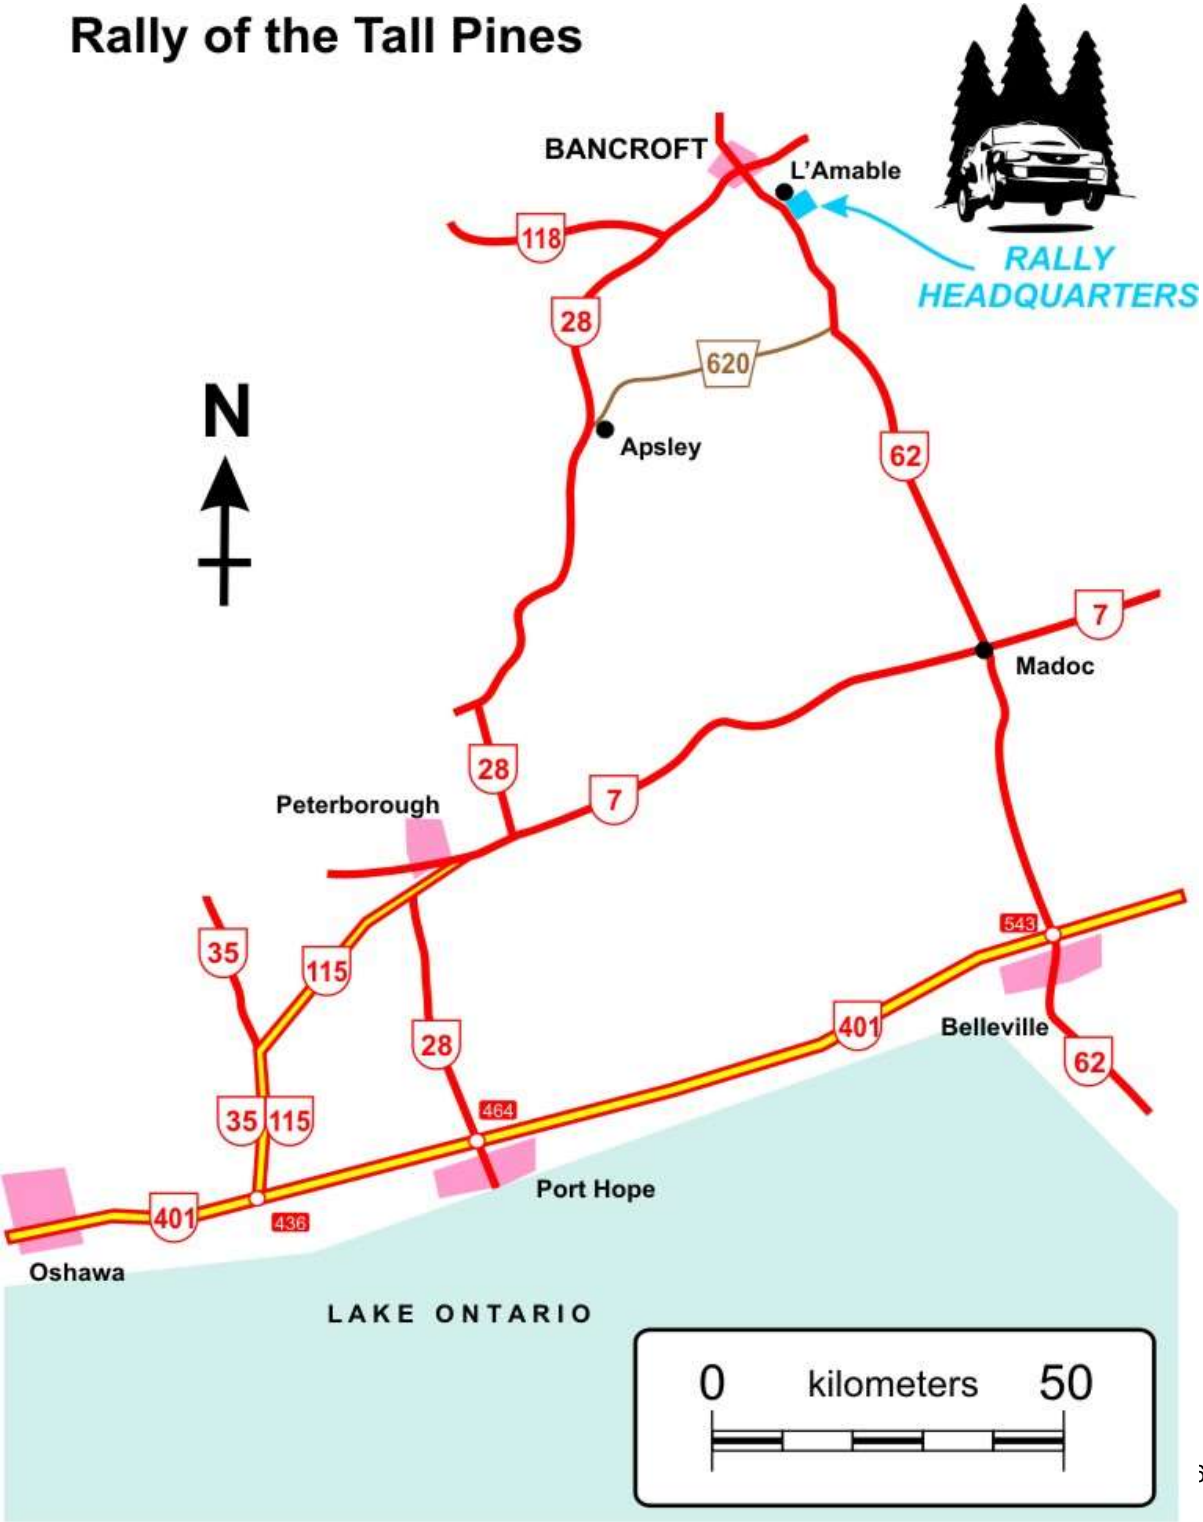 Rally of the Tall Pines
BANCROFT
L’Amable
118
RALLY
HEADQUARTERS
28
620
N
Apsley
62
7
Madoc
28
7
Peterborough
543
35
115
401
Belleville
28
62
464
35
115
Port Hope
401
436
Oshawa
LAKE ONTARIO
0 kilometers 50